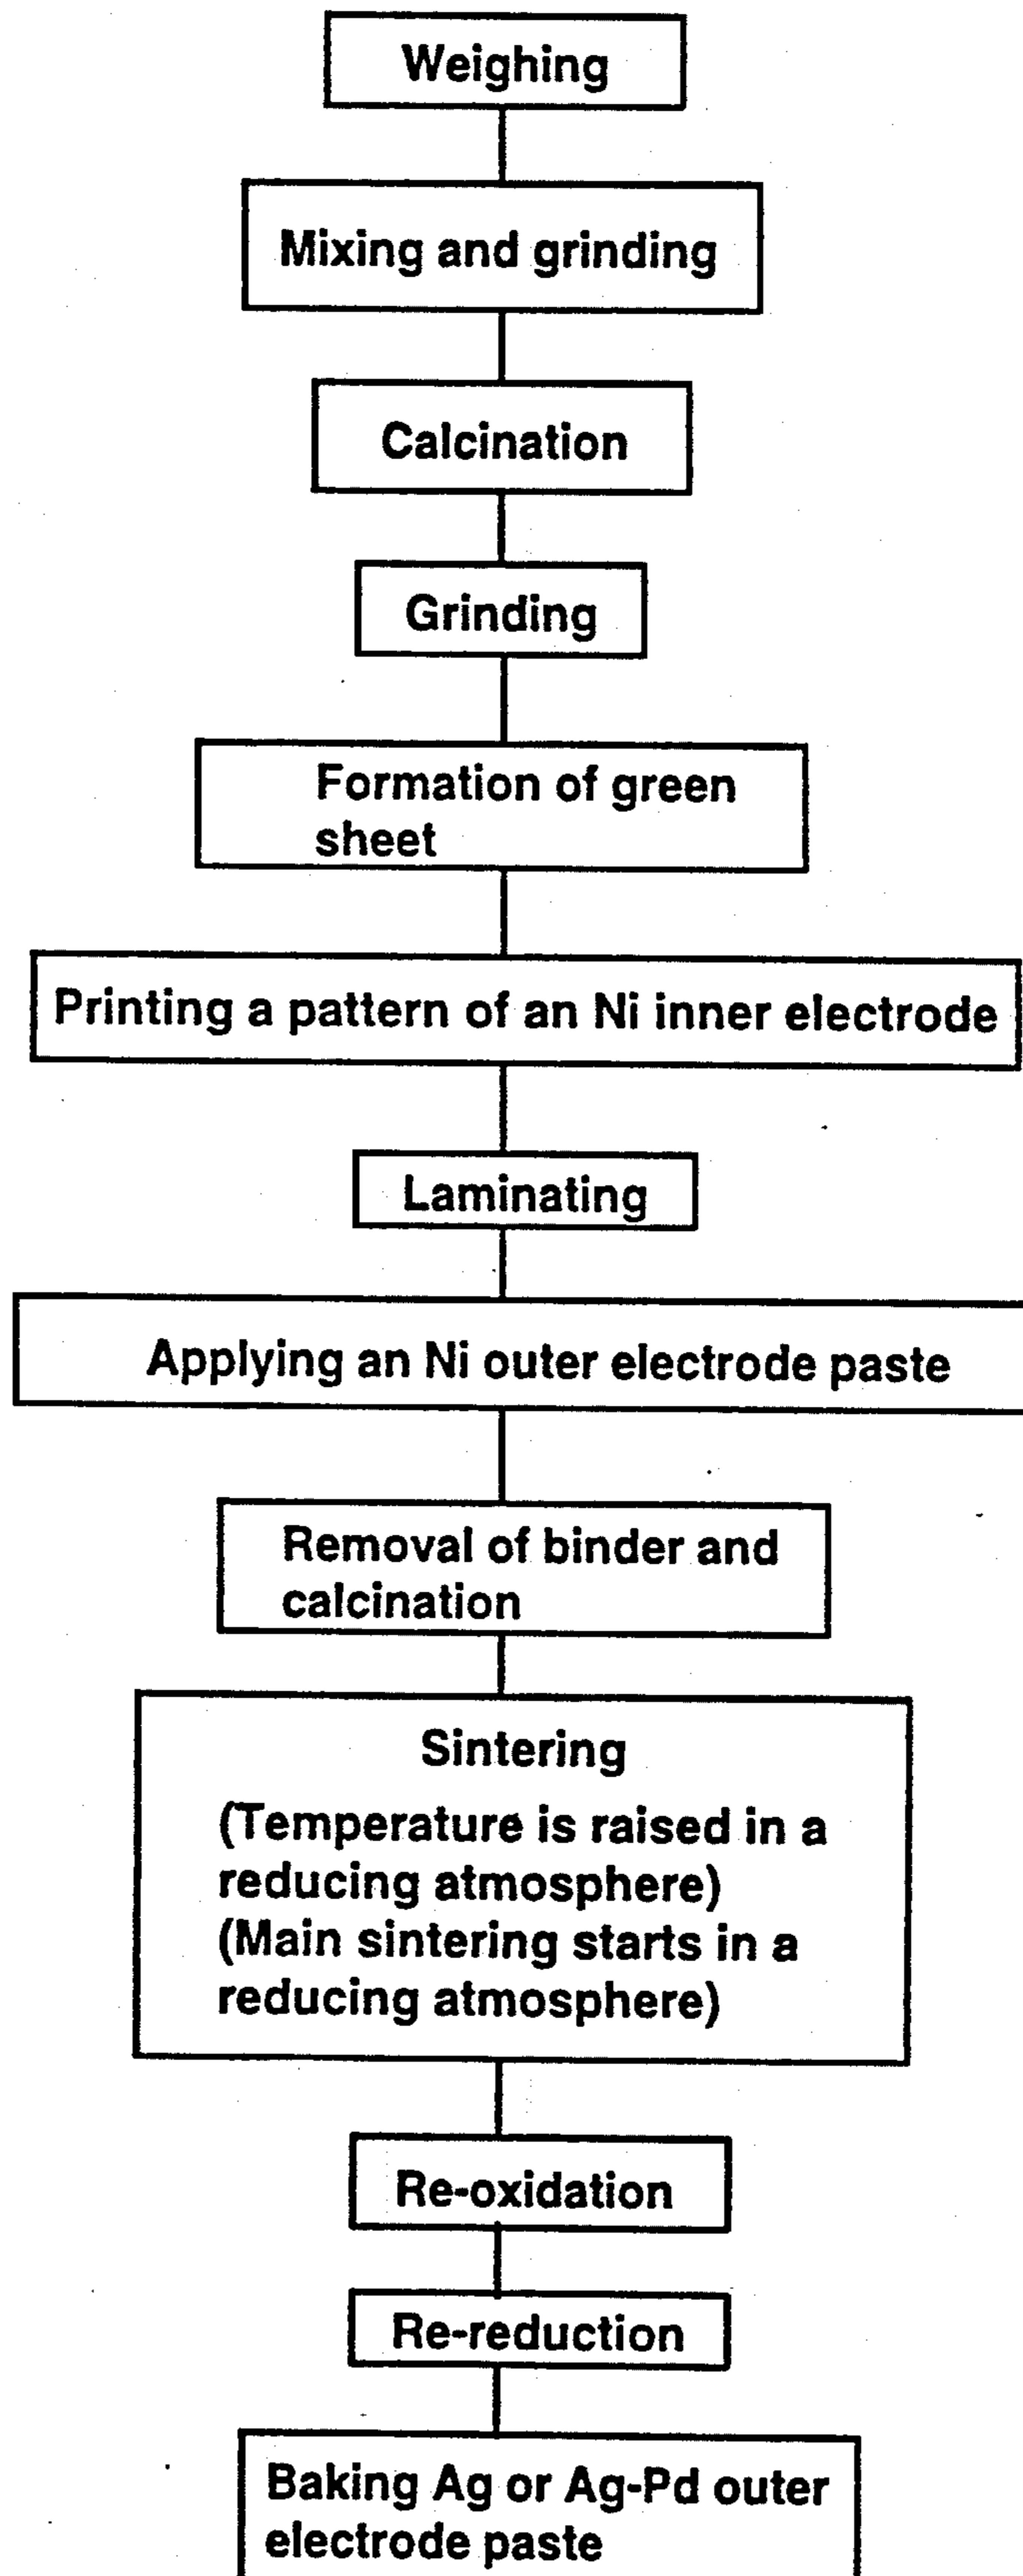 Weighing
Mixing and grinding
Calcination
Grinding
Formation of green
sheet
Printing a pattern of an Ni inner electrode
Laminating
Applying an Ni outer electrode paste
Removal of binder and
calcination
Sintering
(Temperature is raised in a
reducing atmosphere)
(Main sintering starts in a
reducing atmosphere)
Re-oxidation
Re-reduction
Baking Ag or Ag-Pd outer
electrode paste